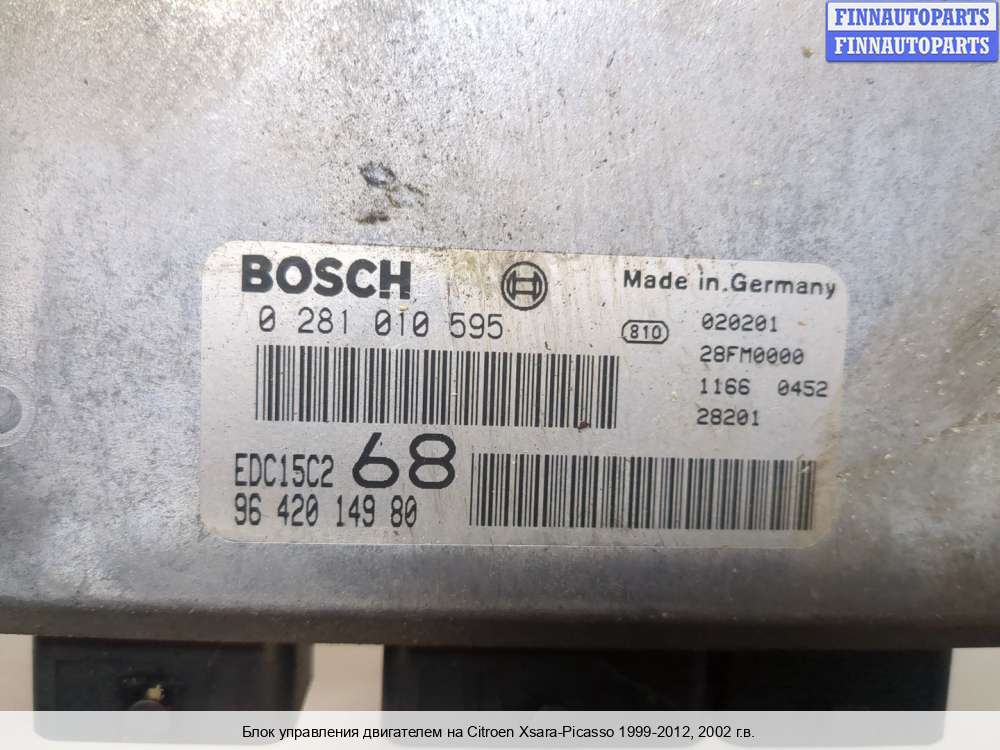 FINNAUTOPARTS
FINNAUTOPARTS
BOSCH
Made in.Germany
0 281 010 595
810
020201
28FM0000
1166 0452
28201
EDC15C2 68
96 420 149 80
Блок управления двигателем на Citroen Xsara-Picasso 1999-2012, 2002 г.в.